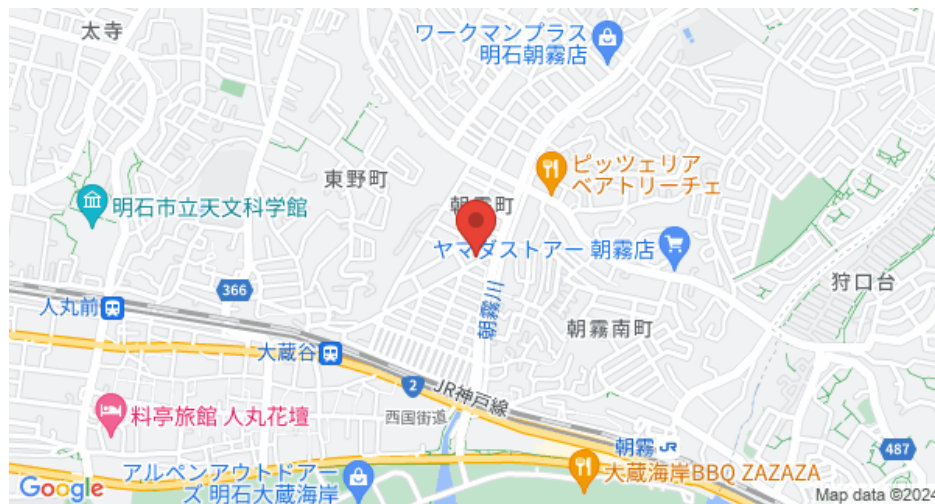 太寺
ワークマンプラス
明石朝霧店
東野町
ピッツェリア
ベアトリーチェ
朝霧町
明石市立天文科学館
ヤマダストアー 朝霧店
狩口台
366
人丸前
朝霧川
朝霧南町
大蔵谷
2
JR神戸線
料亭旅館 人丸花壇
西国街道
朝霧 JR
487
アルペンアウトドアー
ズ 明石大蔵海岸
大蔵海岸BBQ ZAZAZA
Google
Map data ©2024